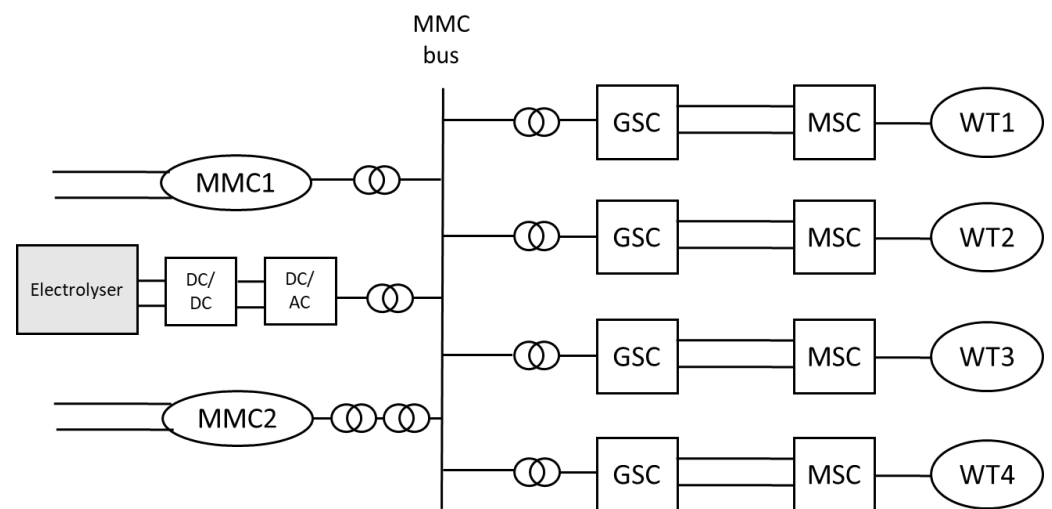 MMC
bus
GSC
MSC
WT1
MMC1
GSC
MSC
WT2
Electrolyser
DC/
DC
DC/
AC
GSC
MSC
WT3
MMC2
GSC
MSC
WT4